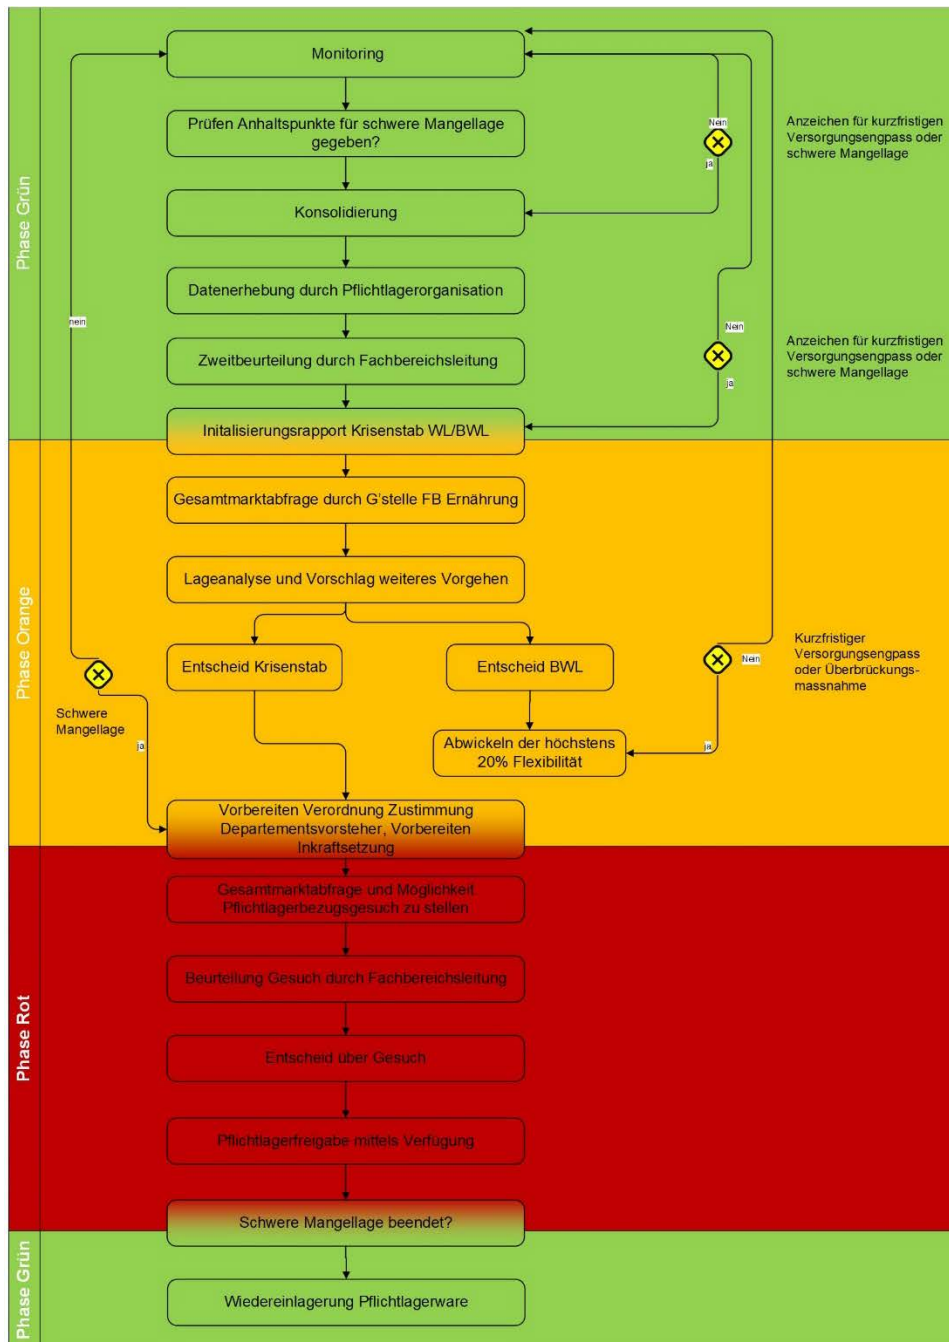 Phase Grün
Monitoring
Prüfen Anhaltspunkte für schwere Mangellage
gegeben?
Nein
ja
Anzeichen für kurzfristigen
Versorgungsengpass oder
schwere Mangellage
Konsolidierung
Datenerhebung durch Pflichtlagerorganisation
nein
Zweitbeurteilung durch Fachbereichsleitung
Nein
ja
Anzeichen für kurzfristigen
Versorgungsengpass oder
schwere Mangellage
Initalisierungsrapport Krisenstab WL/BWL
Phase Orange
Gesamtmarktabfrage durch G'stelle FB Ernährung
Lageanalyse und Vorschlag weiteres Vorgehen
Entscheid Krisenstab
Entscheid BWL
Nein
Kurzfristiger
Versorgungsengpass
oder Überbrückungs-
massnahme
Schwere
Mangellage
ja
Abwickeln der höchstens
20% Flexibilität
ja
Vorbereiten Verordnung Zustimmung
Departementsvorsteher, Vorbereiten
Inkraftsetzung
Phase Rot
Gesamtmarktabfrage und Möglichkeit
Pflichtlagerbezugsgesuch zu stellen
Beurteilung Gesuch durch Fachbereichsleitung
Entscheid über Gesuch
Pflichtlagerfreigabe mittels Verfügung
Schwere Mangellage beendet?
Phase Grün
Wiedereinlagerung Pflichtlagerware